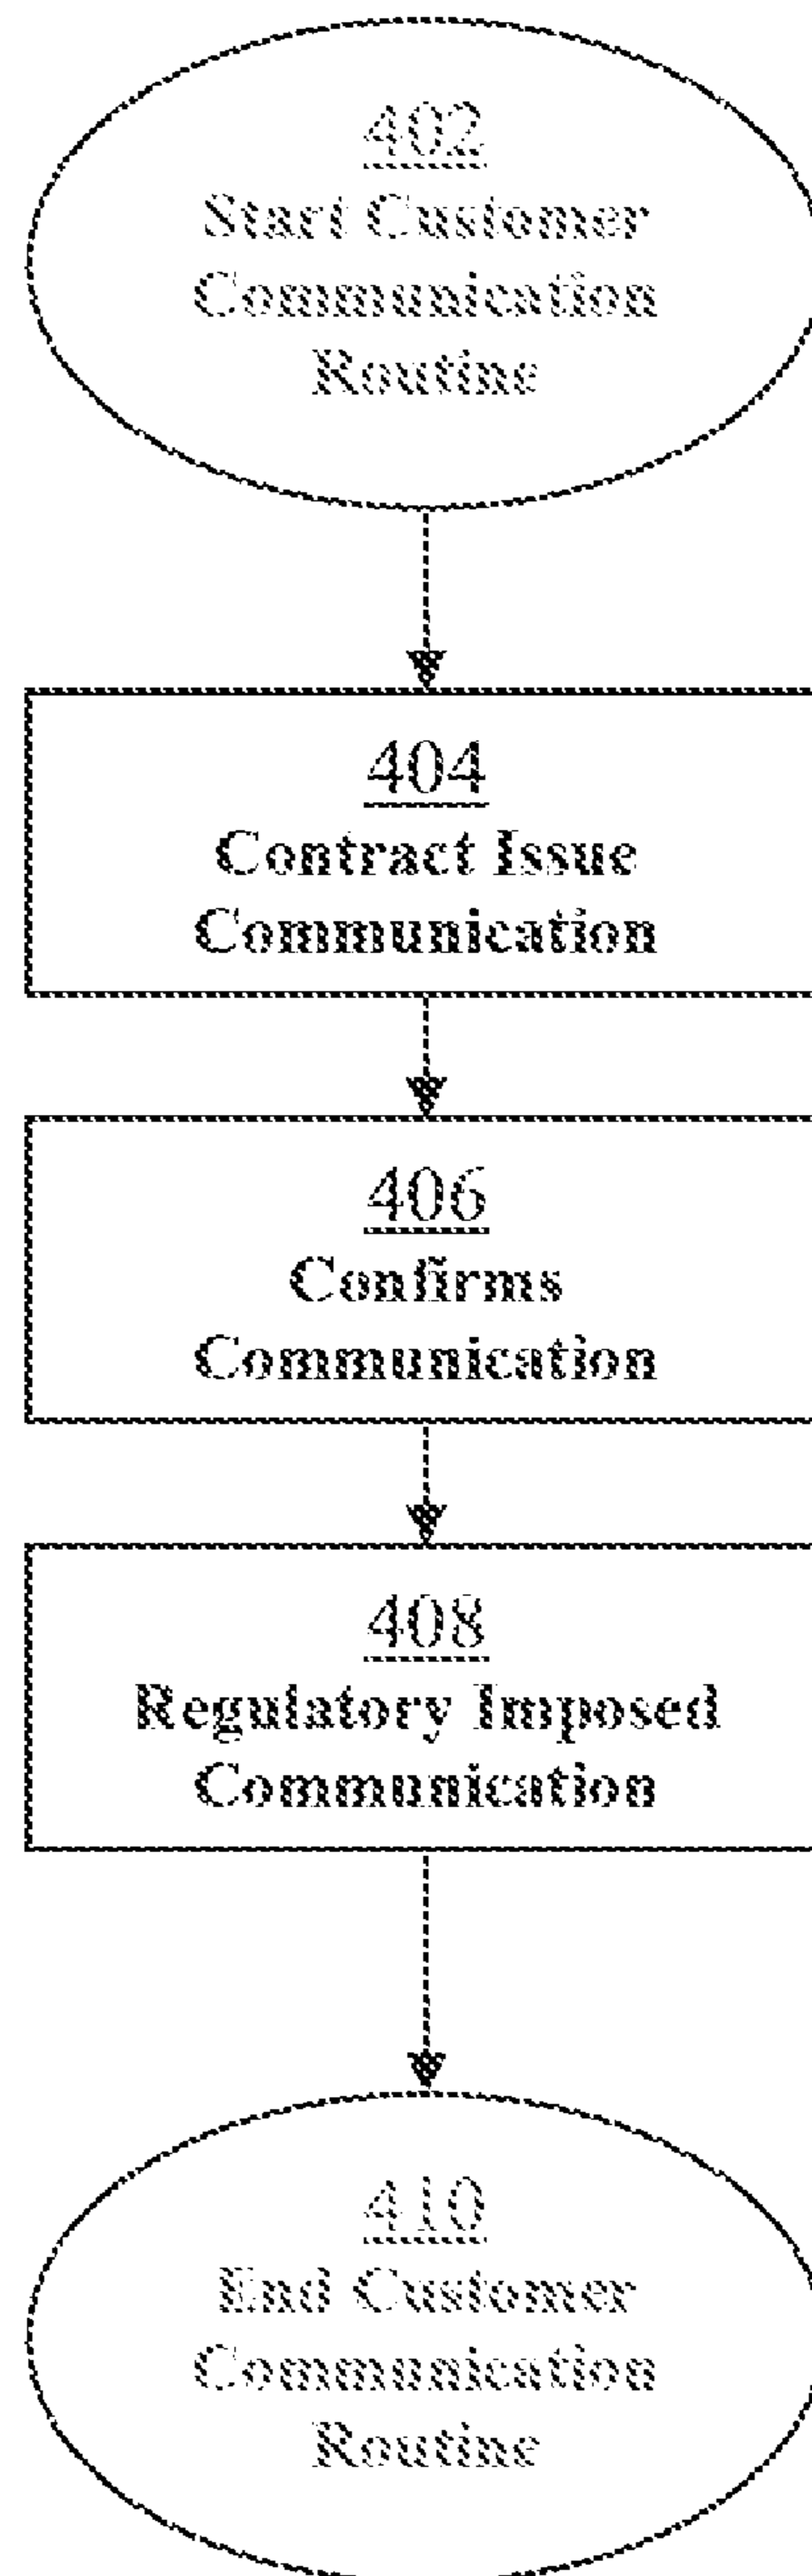 402
Start Customer
Communication
Routine
404
Contract Issue
Communication
406
Confirms
Communication
408
Regulatory Imposed
Communication
410
End Customer
Communication
Routine